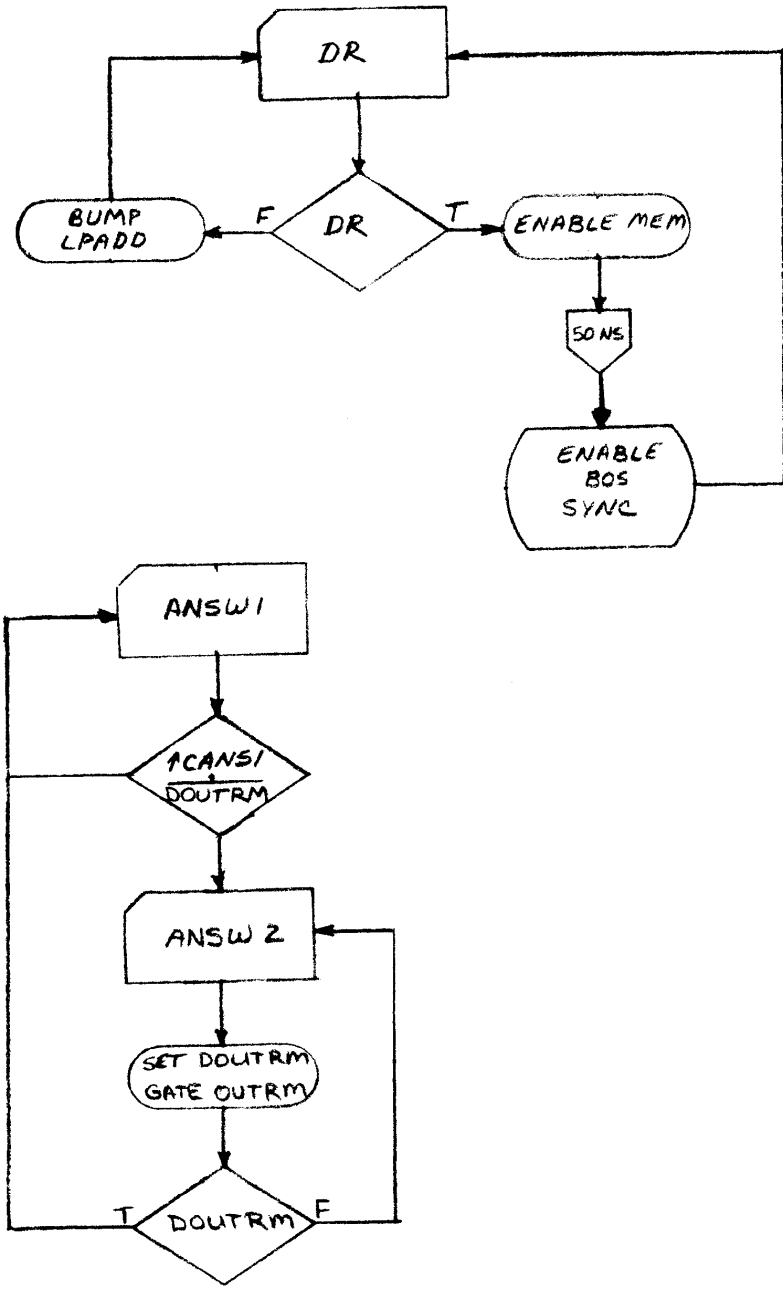 DR
F
DR
T
BUMP
LPADD
ENABLE MEM
50 NS
ENABLE
BOS
SYNC
ANSW1
↑CANS1
DOUTRM
ANSW 2
SET DOUTRM
GATE OUTRM
T
DOUTRM
F